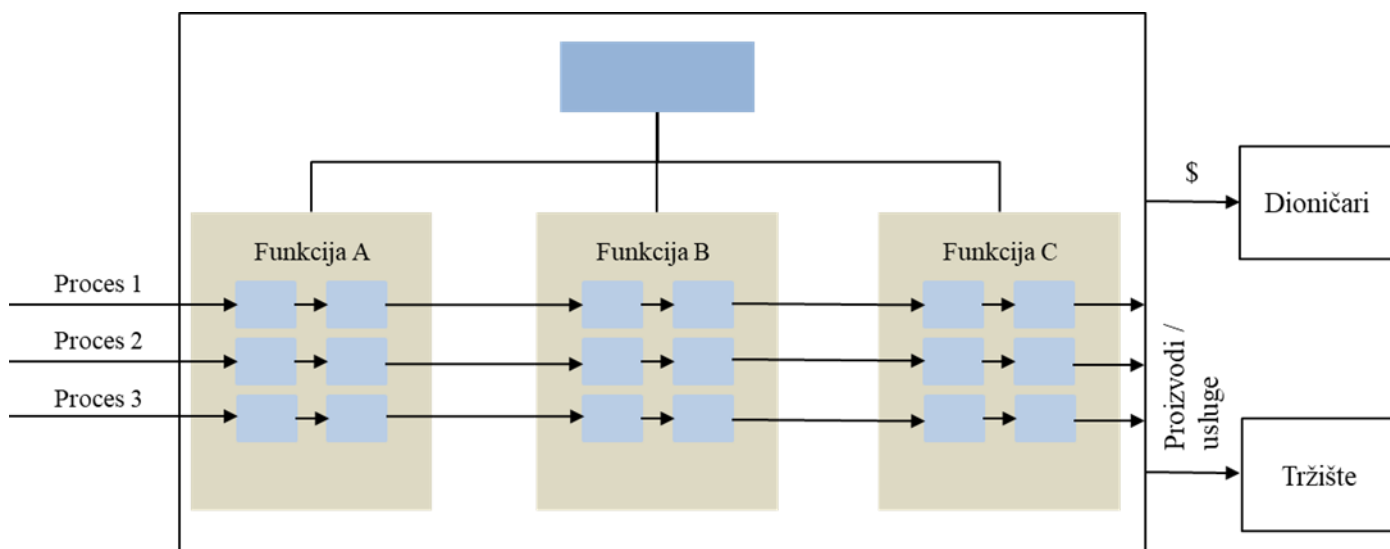 $
Dioničari
Funkcija A
Funkcija B
Funkcija C
Proces 1
Proces 2
Proces 3
Proizvodi /
usluge
Tržište